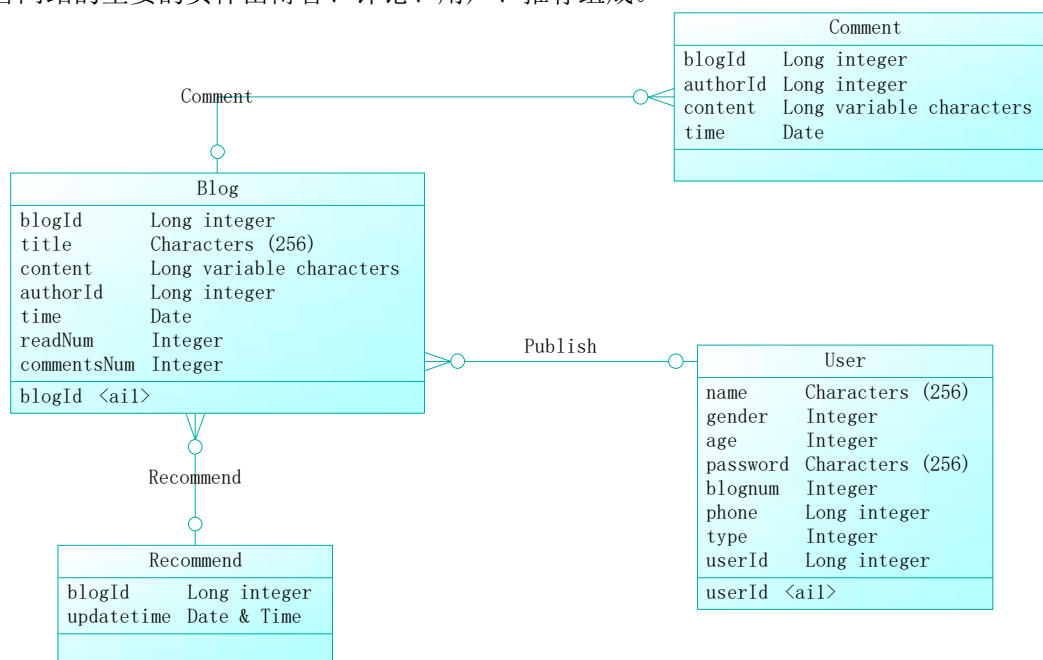 Comment
blogId Long integer
authorId Long integer
content Long variable characters
time Date
Comment
Blog
blogId Long integer
title Characters (256)
content Long variable characters
authorId Long integer
time Date
readNum Integer
commentsNum Integer
blogId <ai1>
Publish
User
name Characters (256)
gender Integer
age Integer
password Characters (256)
blognum Integer
phone Long integer
type Integer
userId Long integer
userId <ai1>
Recommend
Recommend
blogId Long integer
updatetime Date & Time